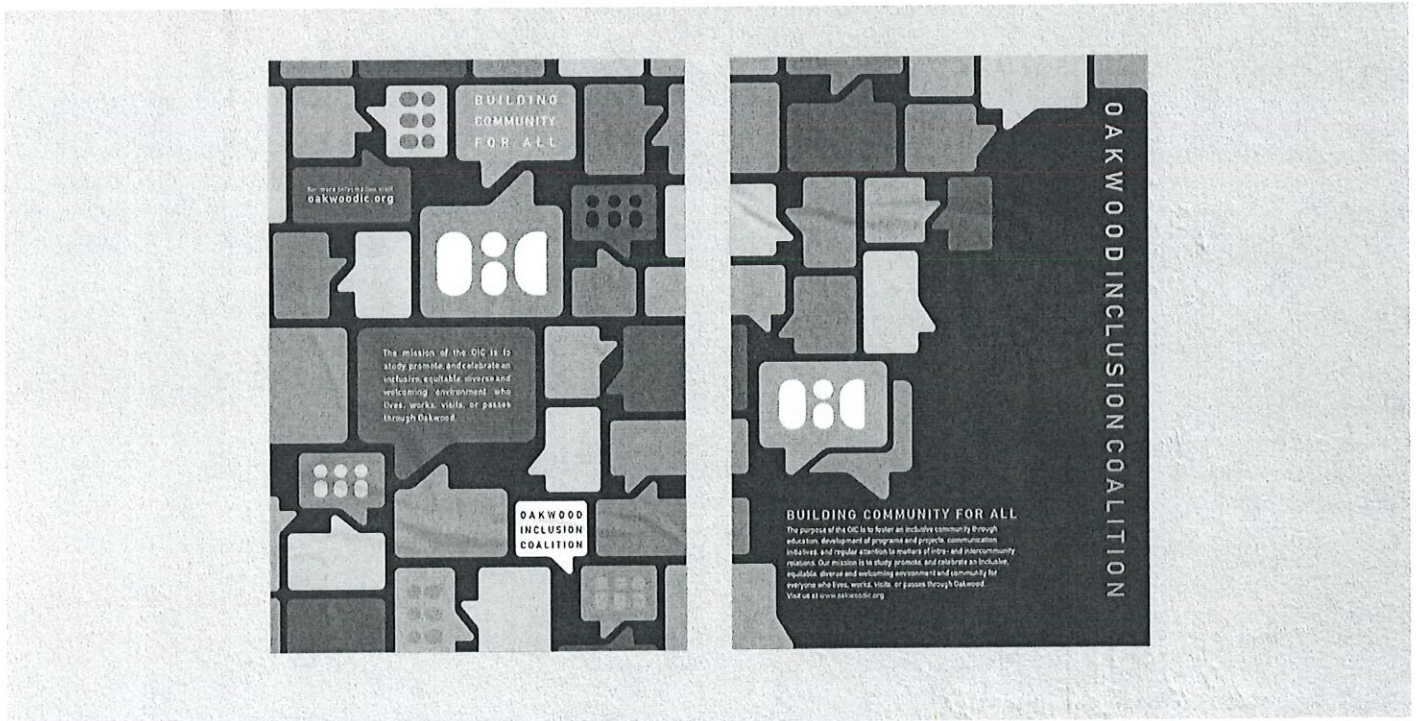 BUILDING
COMMUNITY
FOR ALL
for more information visit
oakwoodic.org
OIC
The mission of the OIC is to
study promote, and celebrate an
inclusive, equitable, diverse and
welcoming environment who
lives, works, visits, or passes
through Oakwood.
OAKWOOD
INCLUSION
COALITION
OAKWOODINCLUSIONCOALITION
OIC
BUILDING COMMUNITY FOR ALL
The purpose of the OIC is to foster an inclusive community through
education, development of programs and projects, communication
initiatives, and regular attention to matters of intra- and intercommunity
relations. Our mission is to study, promote, and celebrate an inclusive,
equitable, diverse and welcoming environment and community for
everyone who lives, works, visits, or passes through Oakwood.
Visit us at www.oakwoodic.org